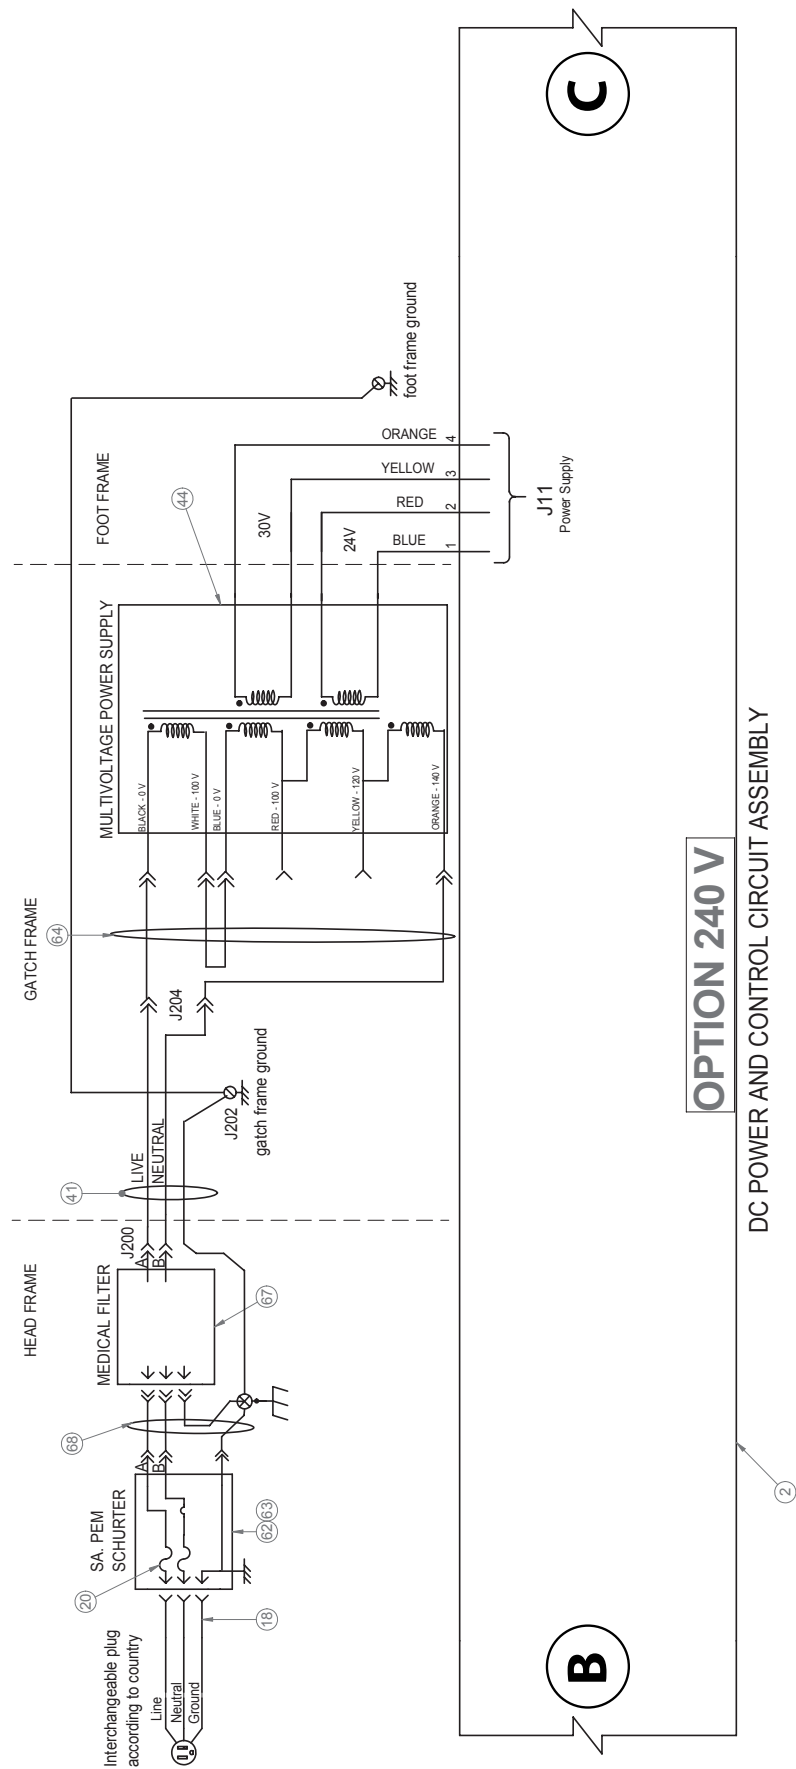 HEAD FRAME
GATCH FRAME
FOOT FRAME
Interchangeable plug
according to country
Line
Neutral
Ground
18
20
SA. PEM
SCHURTER
62
63
A
B
68
MEDICAL FILTER
67
A
B
J200
41
LIVE
NEUTRAL
J202
gatch frame ground
J204
64
MULTIVOLTAGE POWER SUPPLY
BLACK - 0 V
WHITE - 100 V
BLUE - 0 V
RED - 100 V
YELLOW - 120 V
ORANGE - 140 V
44
30V
24V
ORANGE
4
YELLOW
3
RED
2
BLUE
1
J11
Power Supply
foot frame ground
B
C
OPTION 240 V
DC POWER AND CONTROL CIRCUIT ASSEMBLY
2